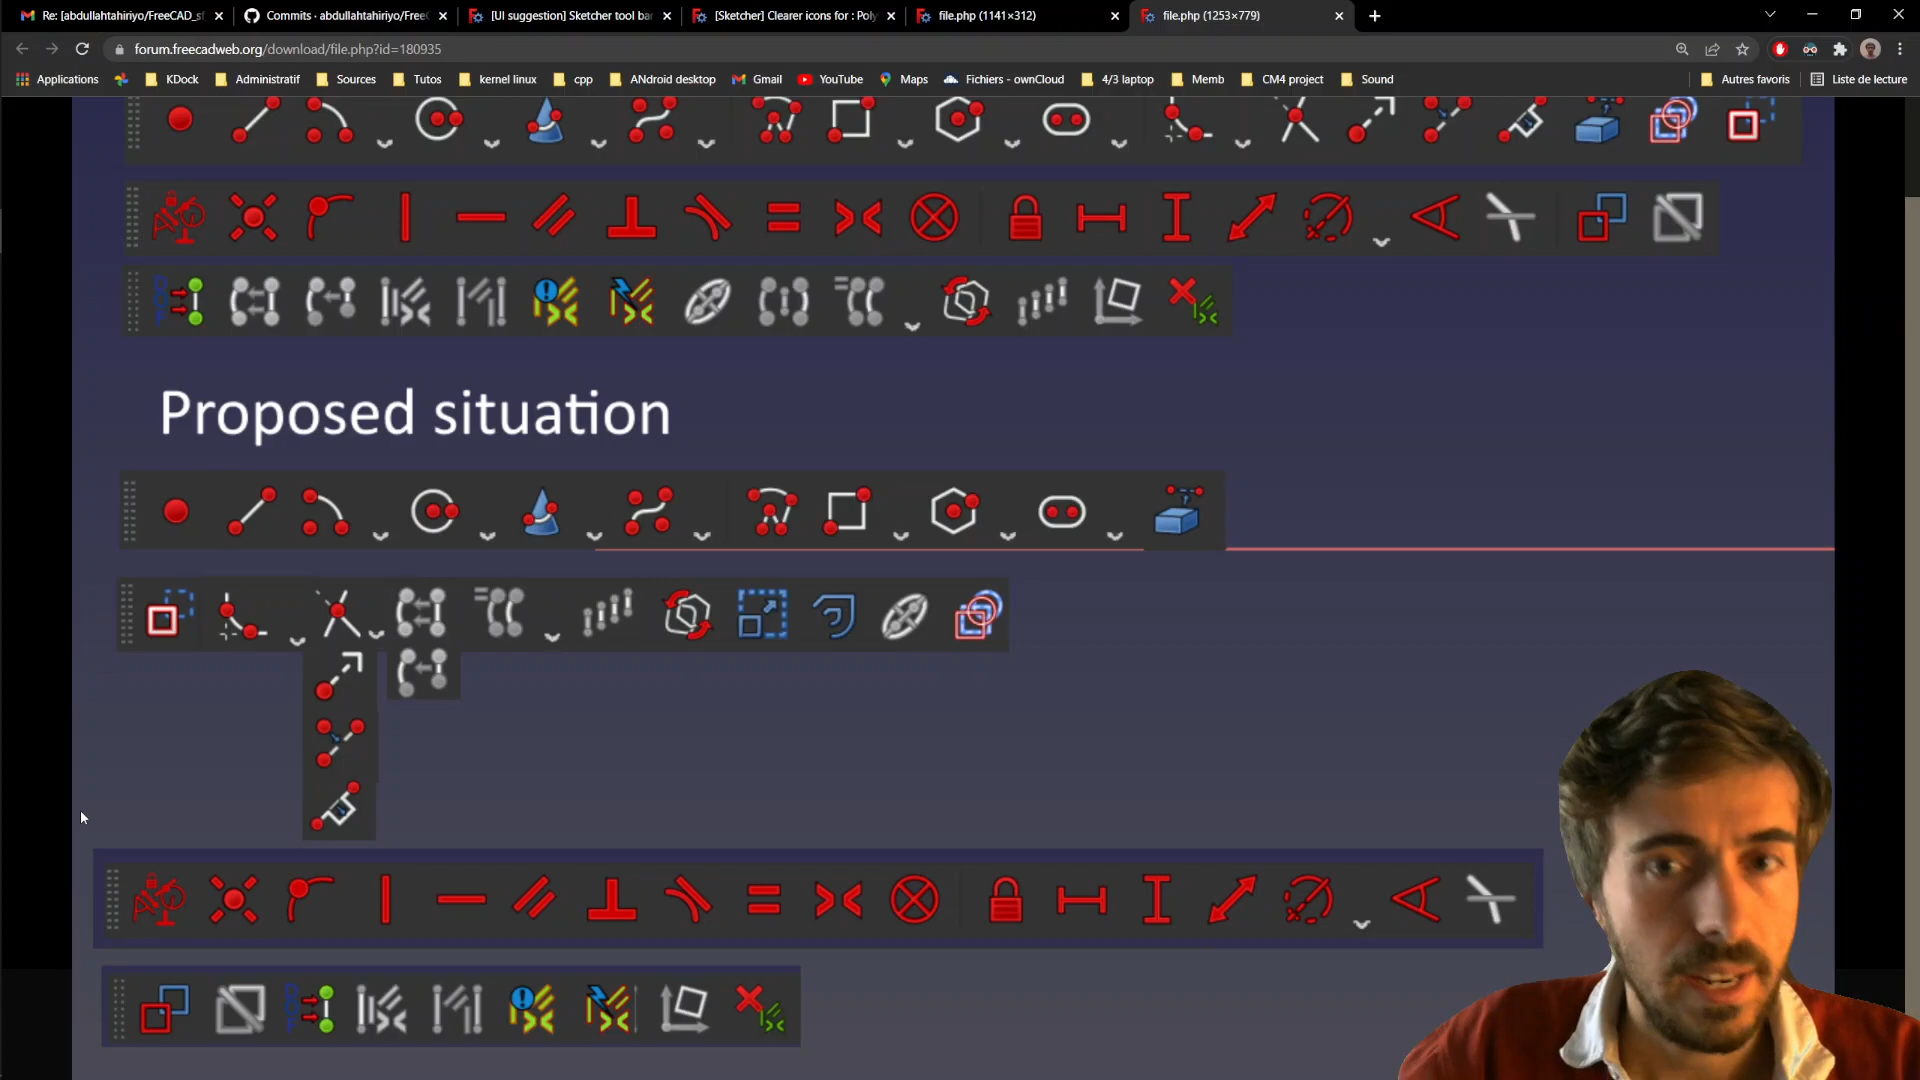 Re: [abdullahtahiriyo/FreeCAD_sf
Commits · abdullahtahiriyo/FreeC
[UI suggestion] Sketcher tool bar
[Sketcher] Clearer icons for : Poly
file.php (1141×312)
file.php (1253×779)
forum.freecadweb.org/download/file.php?id=180935
Applications
KDock
Administratif
Sources
Tutos
kernel linux
cpp
ANdroid desktop
Gmail
YouTube
Maps
Fichiers - ownCloud
4/3 laptop
Memb
CM4 project
Sound
Autres favoris
Liste de lecture
Proposed situation